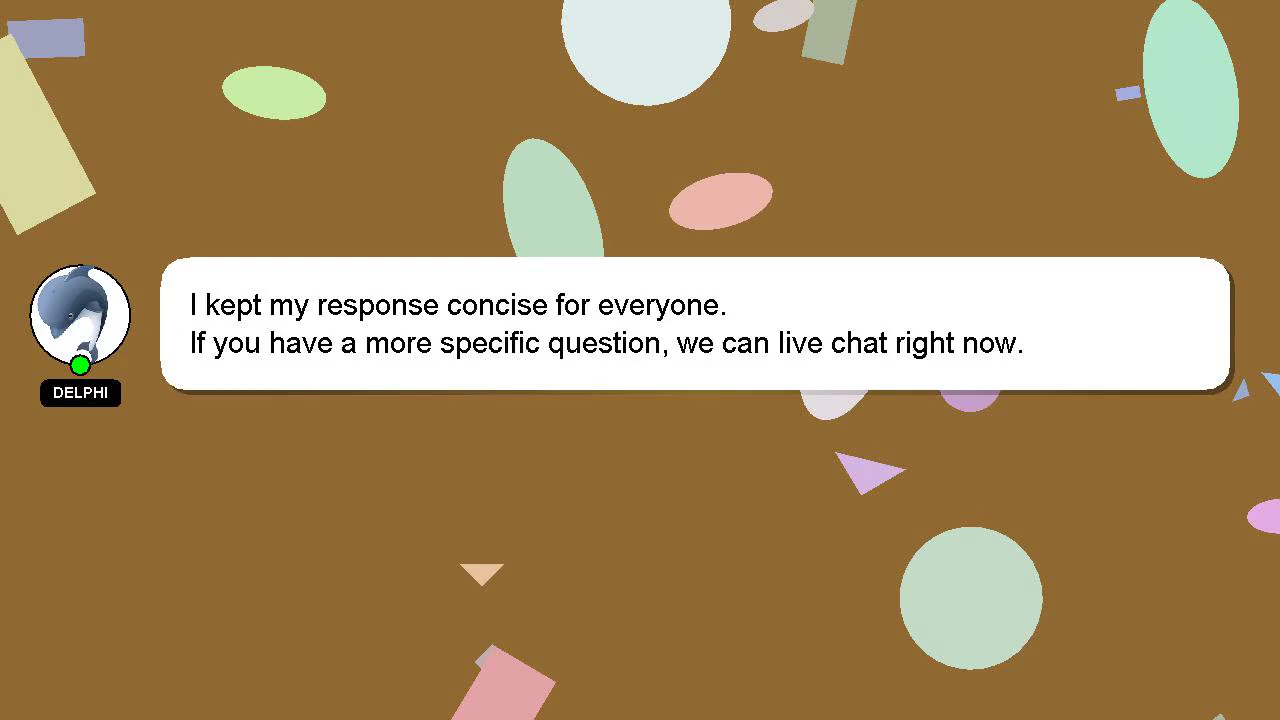 I kept my response concise for everyone.
If you have a more specific question, we can live chat right now.
DELPHI